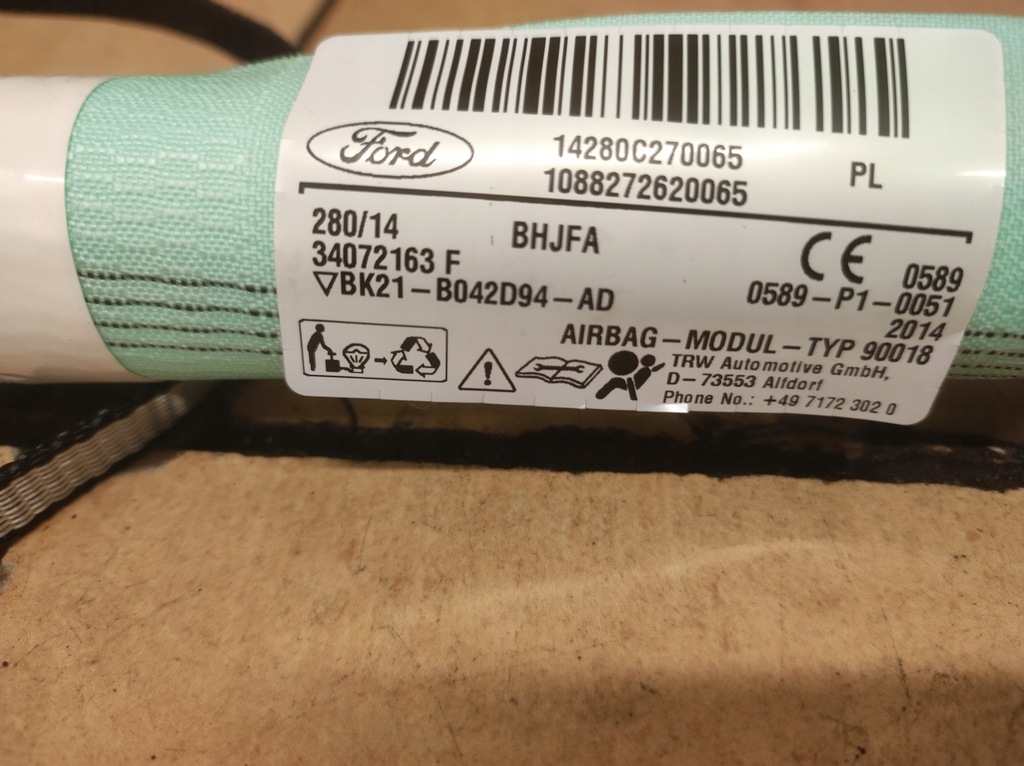 Ford
14280C270065
1088272620065
PL
280/14
BHJFA
34072163 F
▽BK21-B042D94-AD
CE 0589
0589-P1-0051
2014
AIRBAG-MODUL-TYP 90018
TRW Automotive GmbH,
D-73553 Alfdorf
Phone No.: +49 7172 302 0